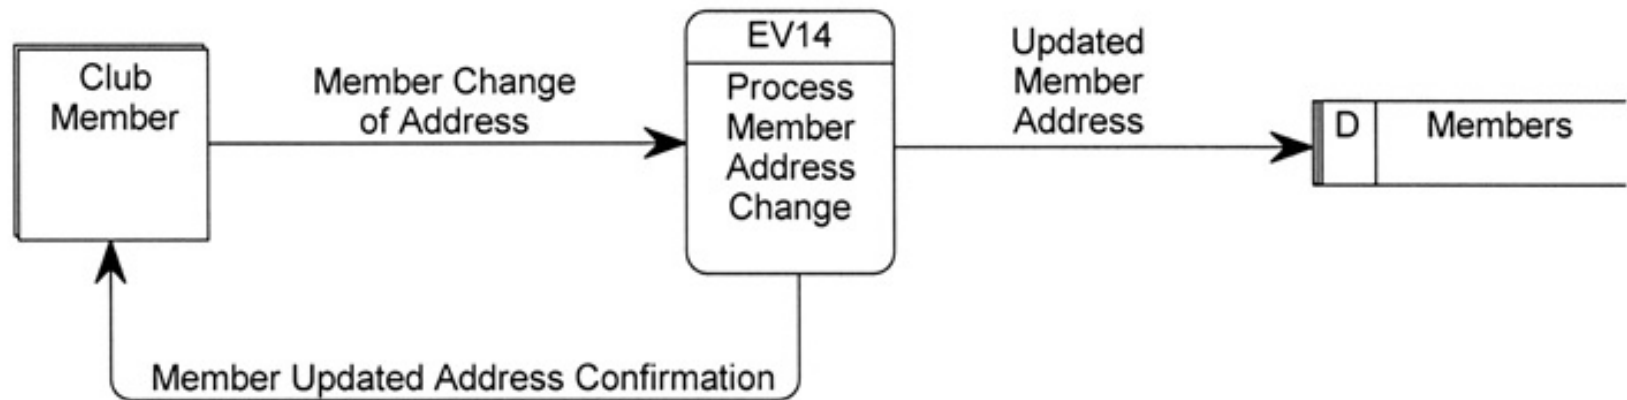 Club
Member
Member Change
of Address
EV14
Process
Member
Address
Change
Updated
Member
Address
D
Members
Member Updated Address Confirmation